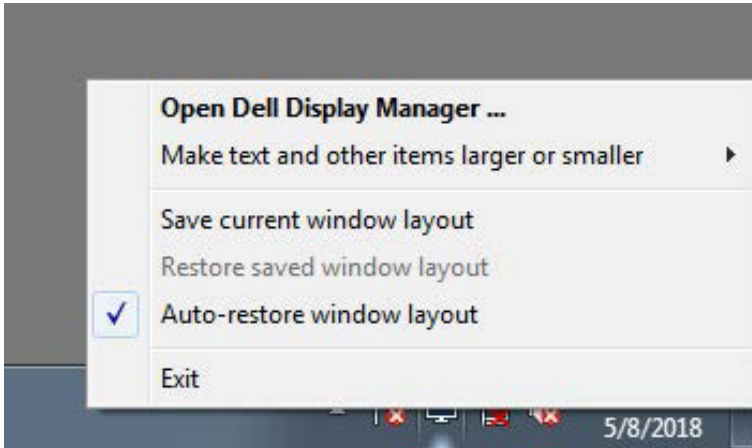 Open Dell Display Manager ...
Make text and other items larger or smaller
Save current window layout
Restore saved window layout
Auto-restore window layout
Exit
5/8/2018